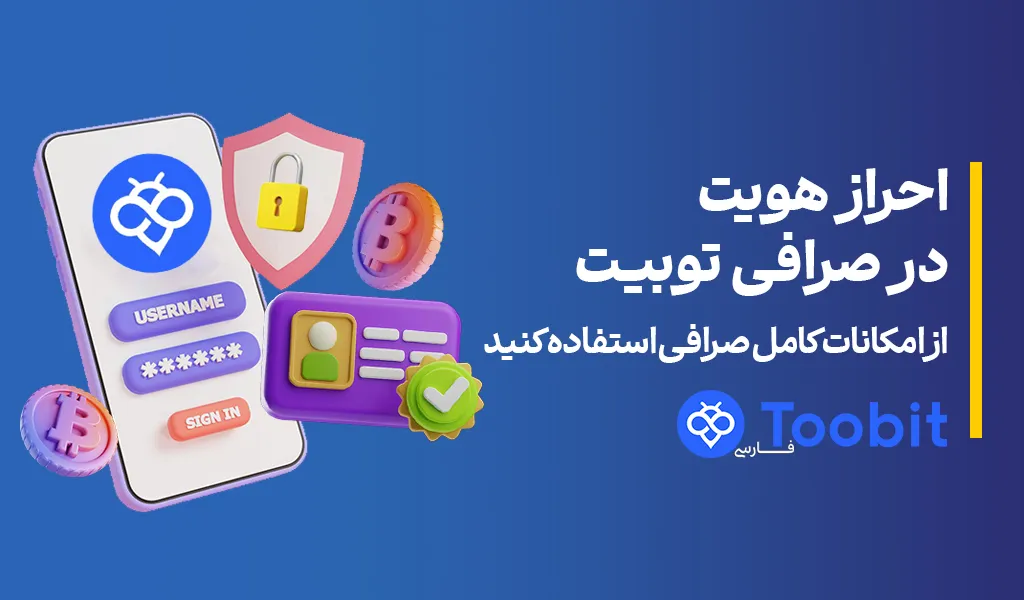 احراز هویت
در صرافی توبیت
از امکانات کامل صرافی استفاده کنید
Toobit
فارسی
USERNAME
******
SIGN IN